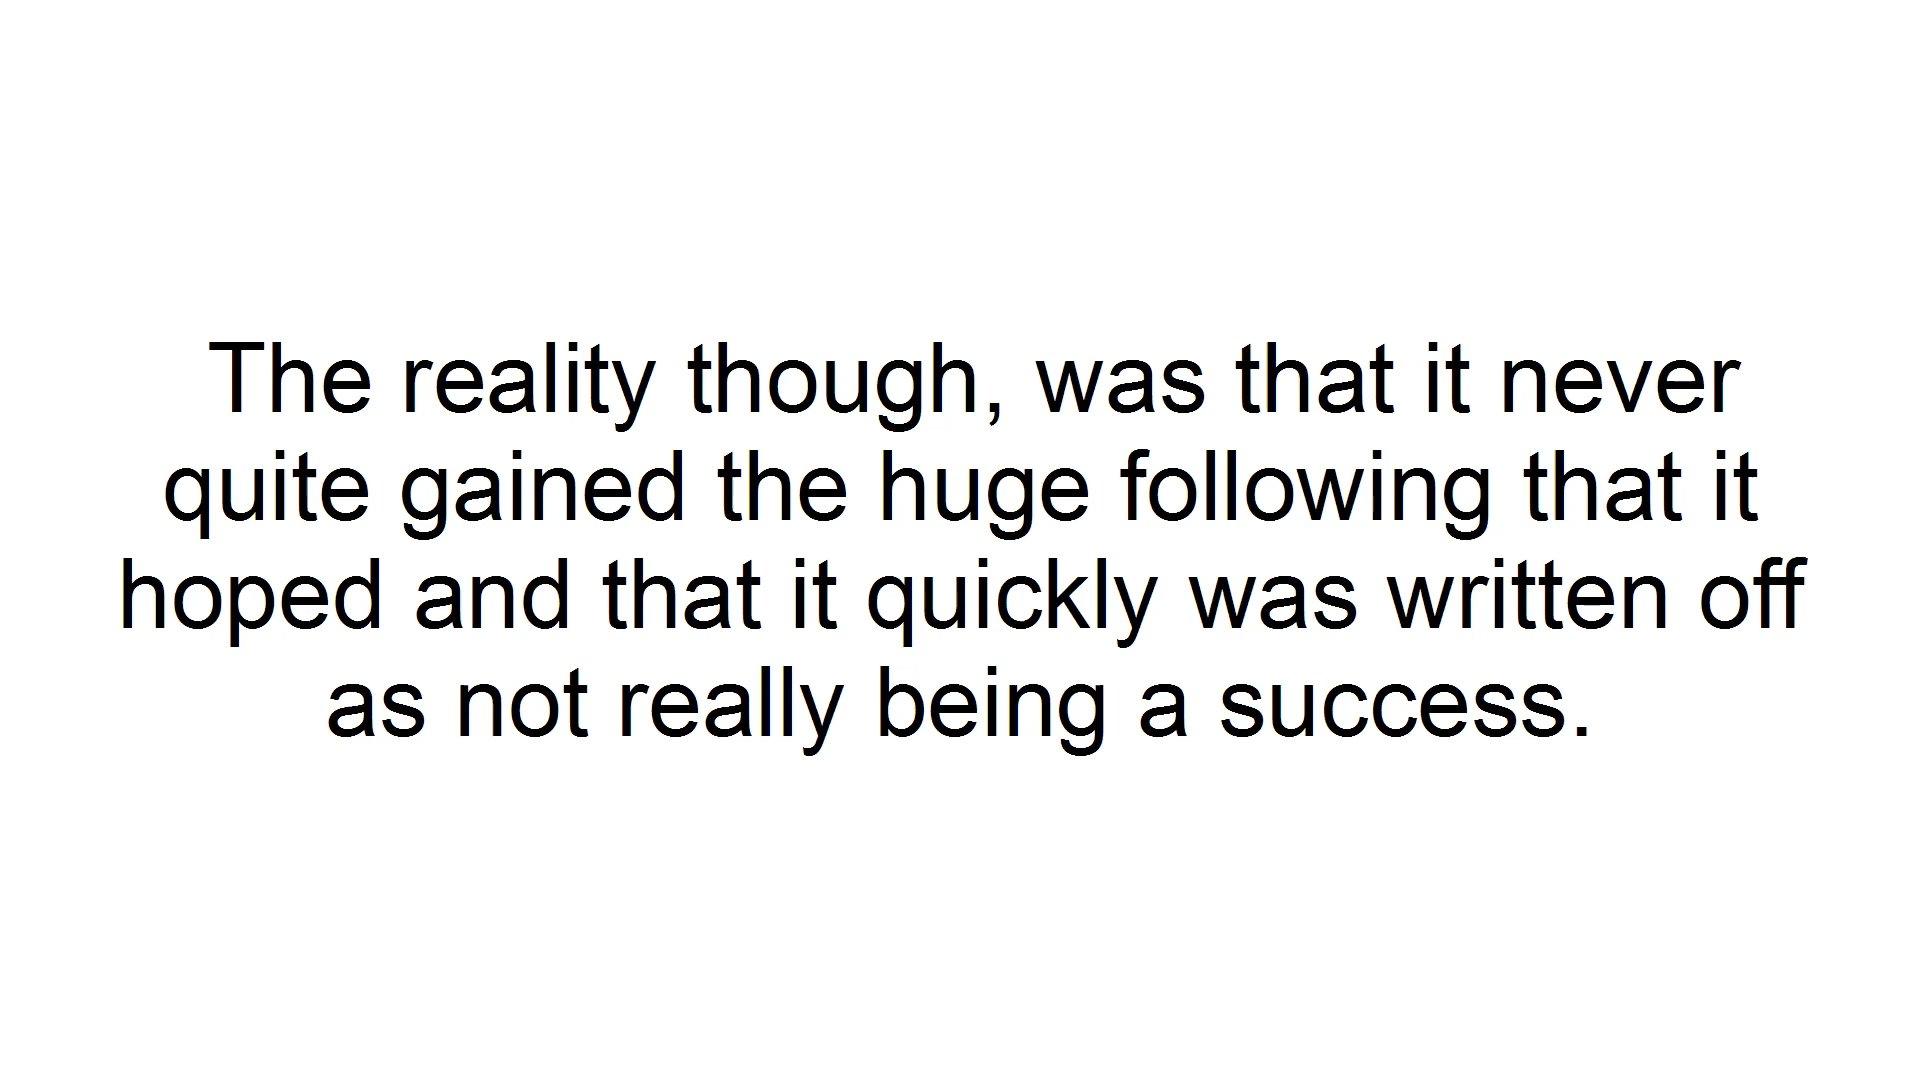 The reality though, was that it never
quite gained the huge following that it
hoped and that it quickly was written off
as not really being a success.